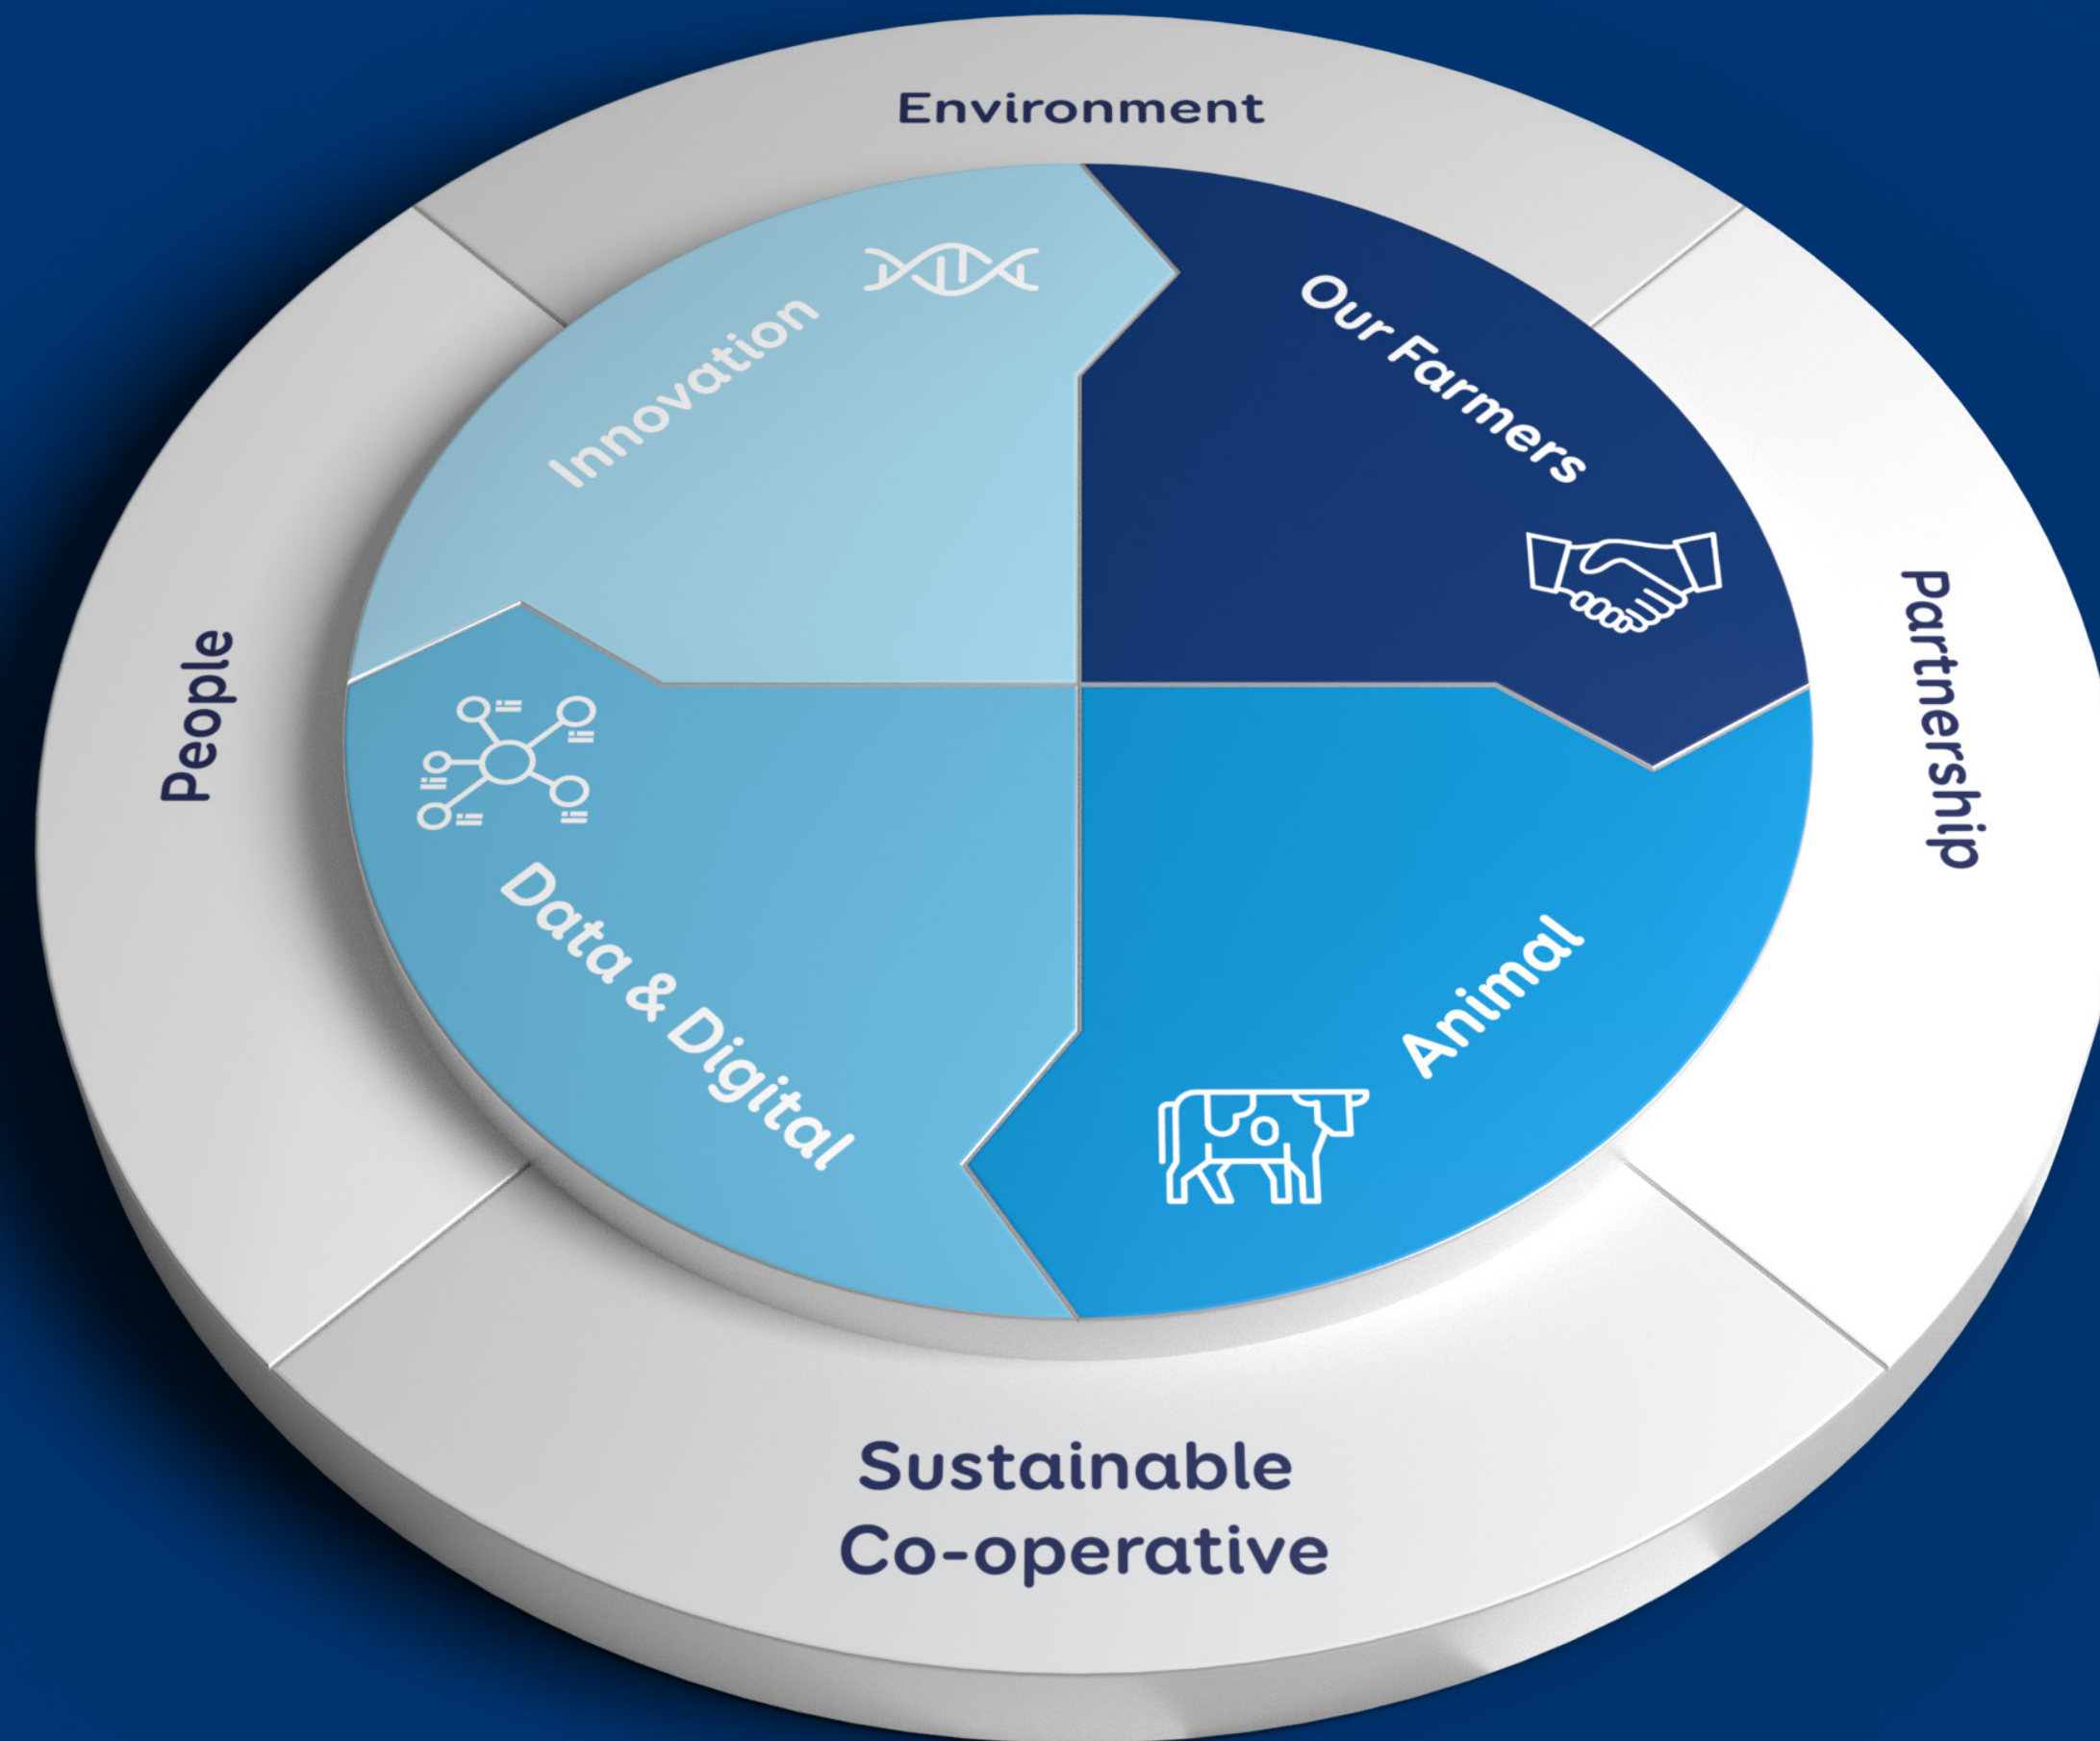 Environment
Innovation
Our Farmers
People
Partnership
Data & Digital
Animal
Sustainable
Co-operative